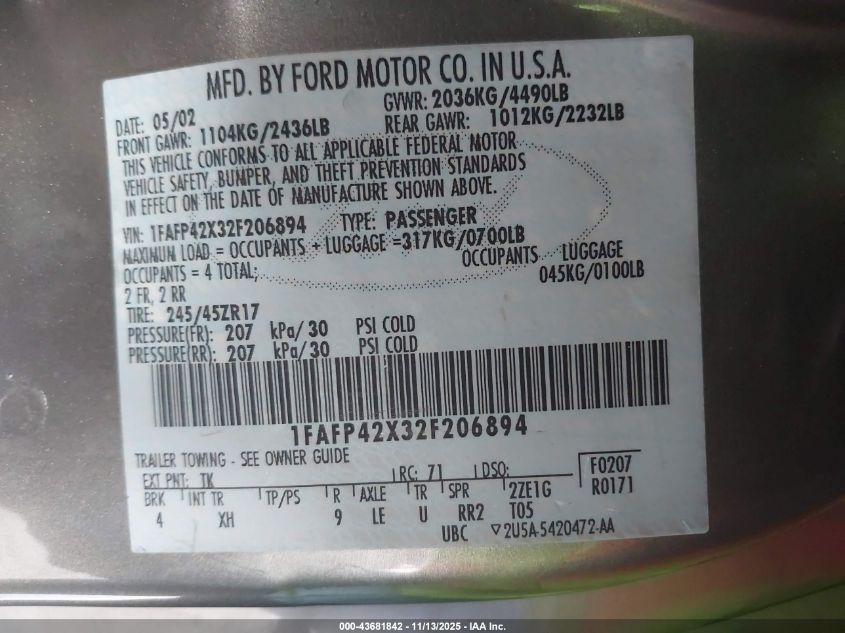 MFD. BY FORD MOTOR CO. IN U.S.A.
DATE: 05/02 GVWR: 2036KG/4490LB
FRONT GAWR: 1104KG/2436LB REAR GAWR: 1012KG/2232LB
THIS VEHICLE CONFORMS TO ALL APPLICABLE FEDERAL MOTOR
VEHICLE SAFETY, BUMPER, AND THEFT PREVENTION STANDARDS
IN EFFECT ON THE DATE OF MANUFACTURE SHOWN ABOVE.
VIN: 1FAFP42X32F206894 TYPE: PASSENGER
MAXIMUM LOAD = OCCUPANTS + LUGGAGE =317KG/0700LB
OCCUPANTS = 4 TOTAL; OCCUPANTS LUGGAGE
2 FR, 2 RR 045KG/0100LB
TIRE: 245/45ZR17
PRESSURE(FR): 207 kPa/ 30 PSI COLD
PRESSURE(RR): 207 kPa/ 30 PSI COLD
1FAFP42X32F206894
TRAILER TOWING - SEE OWNER GUIDE
EXT PNT: TK RC: 71 DSO: F0207
BRK INT TR TP/PS R AXLE TR SPR 2ZE1G R0171
4 XH 9 LE U RR2 T05
UBC ▽2U5A-5420472-AA
000-43681842 - 11/13/2025 - IAA Inc.